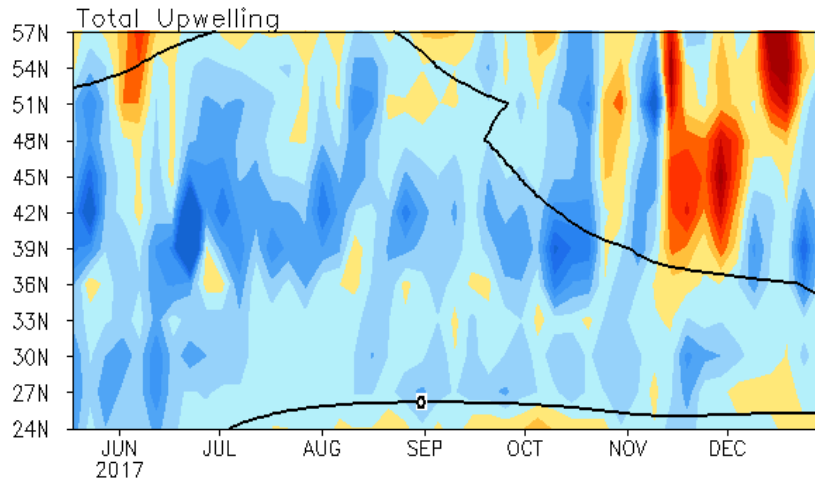 Total Upwelling
57N
54N
51N
48N
45N
42N
39N
36N
33N
30N
27N
24N
0
JUN JUL AUG SEP OCT NOV DEC
2017